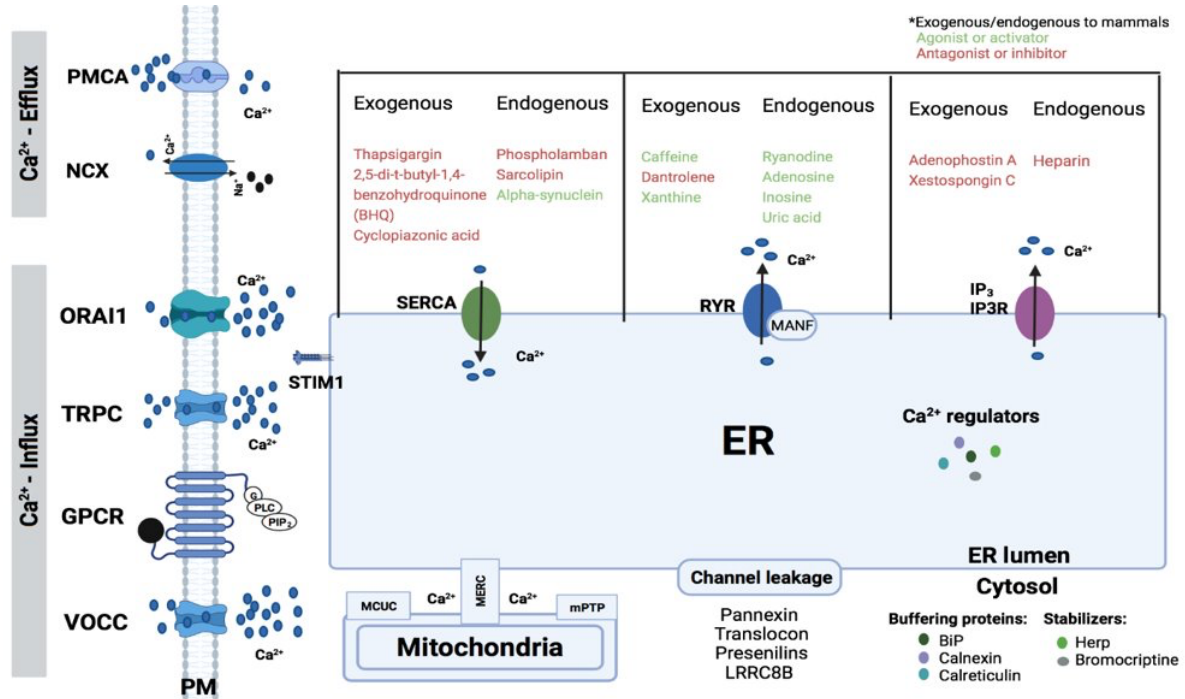 *Exogenous/endogenous to mammals
Agonist or activator
Antagonist or inhibitor
Ca²⁺ - Efflux
PMCA
Ca²⁺
NCX
Ca²⁺
Na⁺
Exogenous
Endogenous
Thapsigargin
2,5-di-t-butyl-1,4-
benzohydroquinone
(BHQ)
Cyclopiazonic acid
Phospholamban
Sarcolipin
Alpha-synuclein
Exogenous
Endogenous
Caffeine
Dantrolene
Xanthine
Ryanodine
Adenosine
Inosine
Uric acid
Exogenous
Endogenous
Adenophostin A
Xestospongin C
Heparin
Ca²⁺ - Influx
ORAI1
Ca²⁺
STIM1
TRPC
Ca²⁺
GPCR
G
PLC
PIP₂
VOCC
Ca²⁺
PM
SERCA
Ca²⁺
RYR
MANF
Ca²⁺
IP₃
IP3R
Ca²⁺
ER
Ca²⁺ regulators
ER lumen
Cytosol
MCUC
Ca²⁺
MERC
Ca²⁺
mPTP
Mitochondria
Channel leakage
Pannexin
Translocon
Presenilins
LRRC8B
Buffering proteins:
BiP
Calnexin
Calreticulin
Stabilizers:
Herp
Bromocriptine